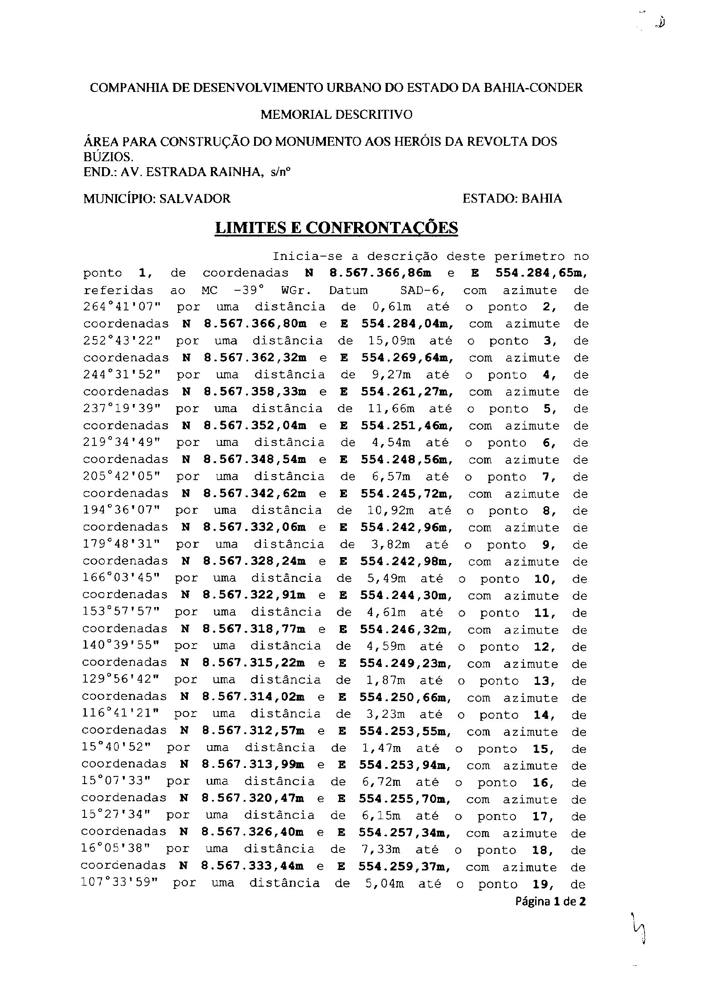 COMPANHIA DE DESENVOLVIMENTO URBANO DO ESTADO DA BAHIA-CONDER
MEMORIAL DESCRITIVO
ÁREA PARA CONSTRUÇÃO DO MONUMENTO AOS HERÓIS DA REVOLTA DOS
BÚZIOS.
END.: AV. ESTRADA RAINHA, s/nº
MUNICÍPIO: SALVADOR ESTADO: BAHIA
LIMITES E CONFRONTAÇÕES
Inicia-se a descrição deste perímetro no
ponto 1, de coordenadas N 8.567.366,86m e E 554.284,65m,
referidas ao MC -39° WGr. Datum SAD-6, com azimute de
264°41'07" por uma distância de 0,61m até o ponto 2, de
coordenadas N 8.567.366,80m e E 554.284,04m, com azimute de
252°43'22" por uma distância de 15,09m até o ponto 3, de
coordenadas N 8.567.362,32m e E 554.269,64m, com azimute de
244°31'52" por uma distância de 9,27m até o ponto 4, de
coordenadas N 8.567.358,33m e E 554.261,27m, com azimute de
237°19'39" por uma distância de 11,66m até o ponto 5, de
coordenadas N 8.567.352,04m e E 554.251,46m, com azimute de
219°34'49" por uma distância de 4,54m até o ponto 6, de
coordenadas N 8.567.348,54m e E 554.248,56m, com azimute de
205°42'05" por uma distância de 6,57m até o ponto 7, de
coordenadas N 8.567.342,62m e E 554.245,72m, com azimute de
194°36'07" por uma distância de 10,92m até o ponto 8, de
coordenadas N 8.567.332,06m e E 554.242,96m, com azimute de
179°48'31" por uma distância de 3,82m até o ponto 9, de
coordenadas N 8.567.328,24m e E 554.242,98m, com azimute de
166°03'45" por uma distância de 5,49m até o ponto 10, de
coordenadas N 8.567.322,91m e E 554.244,30m, com azimute de
153°57'57" por uma distância de 4,61m até o ponto 11, de
coordenadas N 8.567.318,77m e E 554.246,32m, com azimute de
140°39'55" por uma distância de 4,59m até o ponto 12, de
coordenadas N 8.567.315,22m e E 554.249,23m, com azimute de
129°56'42" por uma distância de 1,87m até o ponto 13, de
coordenadas N 8.567.314,02m e E 554.250,66m, com azimute de
116°41'21" por uma distância de 3,23m até o ponto 14, de
coordenadas N 8.567.312,57m e E 554.253,55m, com azimute de
15°40'52" por uma distância de 1,47m até o ponto 15, de
coordenadas N 8.567.313,99m e E 554.253,94m, com azimute de
15°07'33" por uma distância de 6,72m até o ponto 16, de
coordenadas N 8.567.320,47m e E 554.255,70m, com azimute de
15°27'34" por uma distância de 6,15m até o ponto 17, de
coordenadas N 8.567.326,40m e E 554.257,34m, com azimute de
16°05'38" por uma distância de 7,33m até o ponto 18, de
coordenadas N 8.567.333,44m e E 554.259,37m, com azimute de
107°33'59" por uma distância de 5,04m até o ponto 19, de
Página 1 de 2